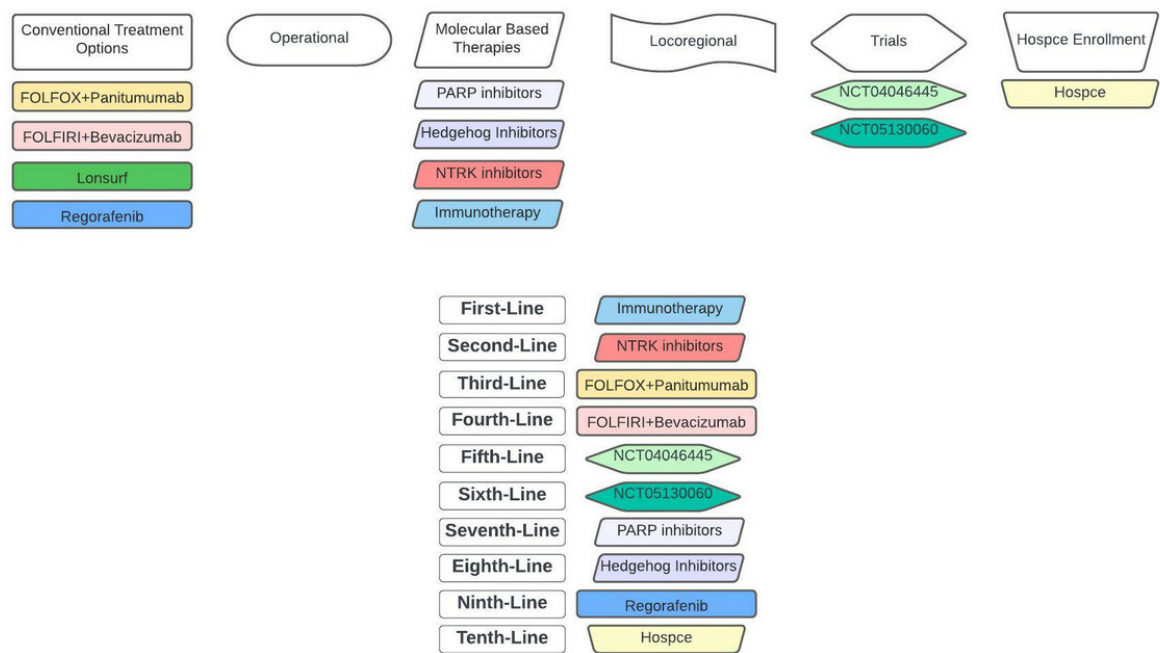 Conventional Treatment
Options
Operational
Molecular Based
Therapies
Locoregional
Trials
Hospce Enrollment
FOLFOX+Panitumumab
PARP inhibitors
NCT04046445
Hospce
FOLFIRI+Bevacizumab
Hedgehog Inhibitors
NCT05130060
Lonsurf
NTRK inhibitors
Regorafenib
Immunotherapy
First-Line
Immunotherapy
Second-Line
NTRK inhibitors
Third-Line
FOLFOX+Panitumumab
Fourth-Line
FOLFIRI+Bevacizumab
Fifth-Line
NCT04046445
Sixth-Line
NCT05130060
Seventh-Line
PARP inhibitors
Eighth-Line
Hedgehog Inhibitors
Ninth-Line
Regorafenib
Tenth-Line
Hospce